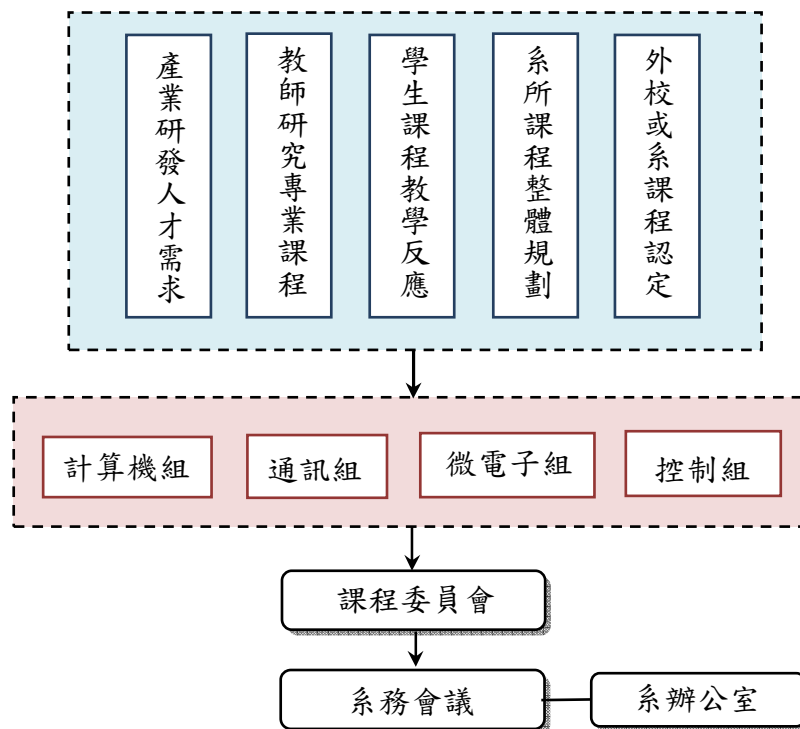 產業研發人才需求
教師研究專業課程
學生課程教學反應
系所課程整體規劃
外校或系課程認定
計算機組
通訊組
微電子組
控制組
課程委員會
系務會議
系辦公室